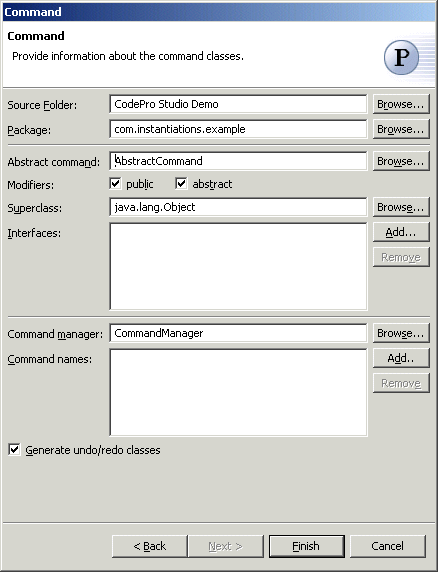 Command
Command
Provide information about the command classes.
P
Source Folder: CodePro Studio Demo Browse...
Package: com.instantiations.example Browse...
Abstract command: AbstractCommand Browse...
Modifiers: public abstract
Superclass: java.lang.Object Browse...
Interfaces: Add...
Remove
Command manager: CommandManager Browse...
Command names: Add..
Remove
Generate undo/redo classes
< Back Next > Finish Cancel